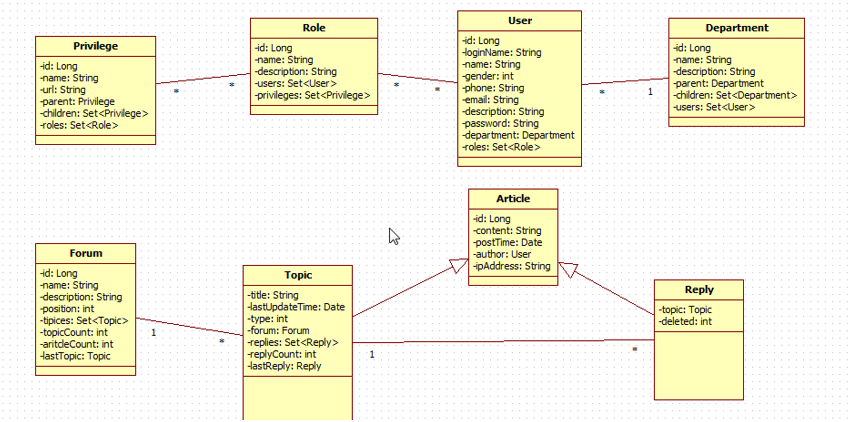 Privilege
-id: Long
-name: String
-url: String
-parent: Privilege
-children: Set<Privilege>
-roles: Set<Role>
*
*
Role
-id: Long
-name: String
-description: String
-users: Set<User>
-privileges: Set<Privilege>
*
*
User
-id: Long
-loginName: String
-name: String
-gender: int
-phone: String
-email: String
-description: String
-password: String
-department: Department
-roles: Set<Role>
*
1
Department
-id: Long
-name: String
-description: String
-parent: Department
-children: Set<Department>
-users: Set<User>
Article
-id: Long
-content: String
-postTime: Date
-author: User
-ipAddress: String
Forum
-id: Long
-name: String
-description: String
-position: int
-tipices: Set<Topic>
-topicCount: int
-aritcleCount: int
-lastTopic: Topic
1
*
Topic
-title: String
-lastUpdateTime: Date
-type: int
-forum: Forum
-replies: Set<Reply>
-replyCount: int
-lastReply: Reply
1
*
Reply
-topic: Topic
-deleted: int